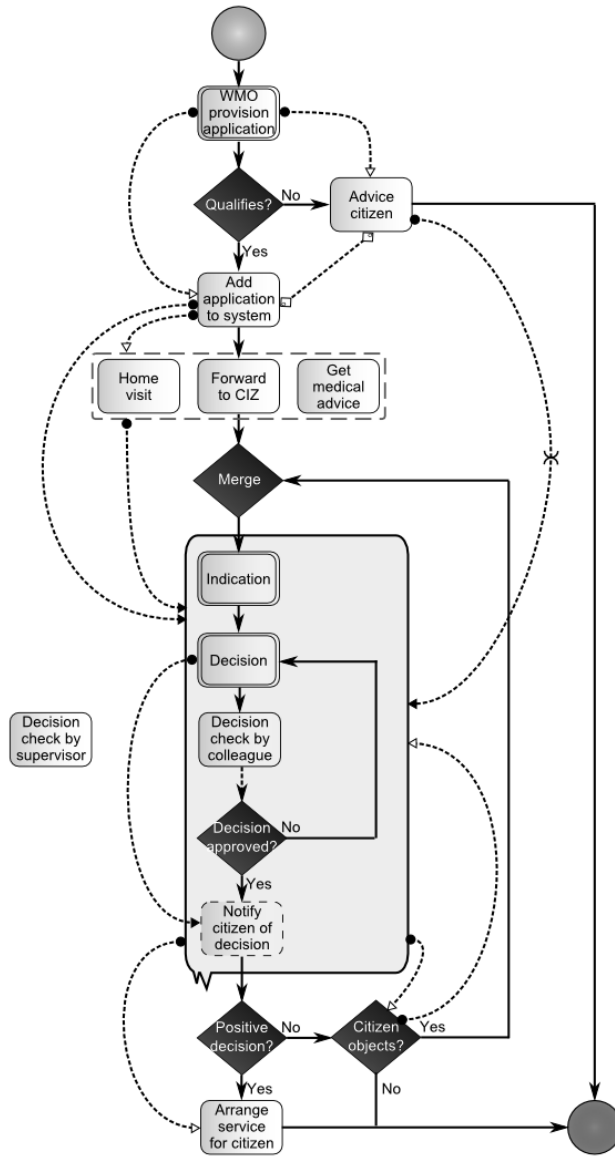 WMO
provision
application
Qualifies?
No
Advice
citizen
Yes
Add
application
to system
Home
visit
Forward
to CIZ
Get
medical
advice
Merge
Indication
Decision
Decision
check by
supervisor
Decision
check by
colleague
Decision
approved?
No
Yes
Notify
citizen of
decision
Positive
decision?
No
Citizen
objects?
Yes
Yes
No
Arrange
service
for citizen